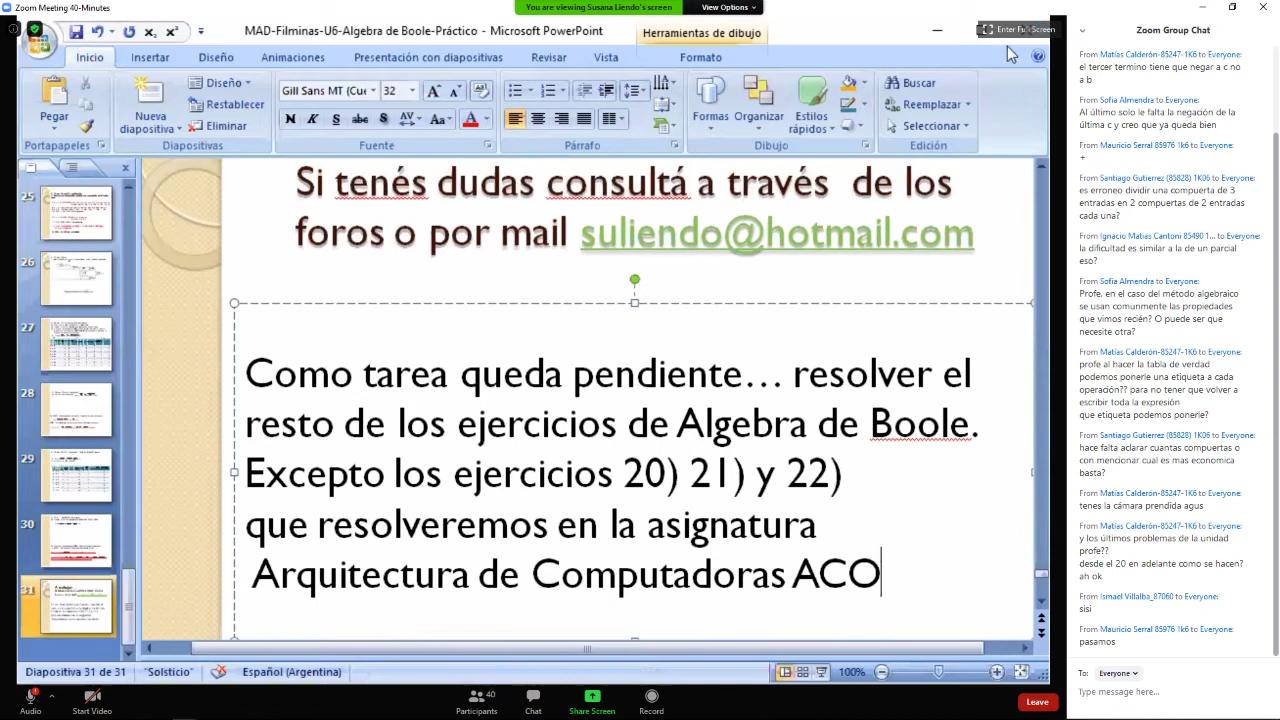 Zoom Meeting 40-Minutes
You are viewing Susana Liendo's screen
View Options
Enter Full Screen
Álgebra de Boole-Práctico - Microsoft PowerPoint
Herramientas de dibujo
Inicio
Insertar
Diseño
Animaciones
Presentación con diapositivas
Revisar
Vista
Formato
Pegar
Nueva diapositiva
Diseño
Restablecer
Eliminar
Gill Sans MT (Cu
32
Formas
Organizar
Estilos rápidos
Buscar
Reemplazar
Seleccionar
Portapapeles
Diapositivas
Fuente
Párrafo
Dibujo
Edición
25
26
27
28
29
30
31
Si tenés dudas consultá a través de los
foros o por mail suliendo@hotmail.com
Como tarea queda pendiente... resolver el
resto de los ejercicios de Algebra de Boole.
Excepto los ejercicios 20) 21) y 22)
que resolveremos en la asignatura
Arquitectura de Computadoras ACO
Diapositiva 31 de 31
"Solsticio"
Español (Argentina)
100%
Audio
Start Video
40
Participants
Chat
Share Screen
Record
Leave
Zoom Group Chat
From Matías Calderón-85247-1K6 to Everyone:
el tercer termino tiene que negar a c no
a b
From Sofía Almendra to Everyone:
Al último solo le falta la negación de la
última c y creo que ya queda bien
From Mauricio Serral 85976 1k6 to Everyone:
+
From Santiago Gutierrez (85828) 1K06 to Everyone:
es erroneo dividir una compuerta de 3
entradas en 2 compuertas de 2 entradas
cada una?
From Ignacio Matias Cantoni 85490 1... to Everyone:
la dificultad es similar a la de un parcial
eso?
From Sofía Almendra to Everyone:
Profe, en el caso del método algebraico
se usan comunmente las propiedades
que vimos recién? O puede ser que
necesite otra?
From Matías Calderón-85247-1K6 to Everyone:
profe al hacer la tabla de verdad
podemos ponerle una etiqueta a cada
operación?? para no tener que volver a
escribir toda la expresión
que etiqueta podemos ponerle?
From Santiago Gutierrez (85828) 1K06 to Everyone:
hace falta aclarar cuantas compuertas o
con mencionar cual es mas economica
basta?
From Matías Calderón-85247-1K6 to Everyone:
tenes la cámara prendida agus
From Matías Calderón-85247-1K6 to Everyone:
y los últimos problemas de la unidad
profe??
desde el 20 en adelante como se hacen?
ah ok
From Ismael Villalba_87060 to Everyone:
sisi
From Mauricio Serral 85976 1k6 to Everyone:
pasamos
To: Everyone
Type message here...